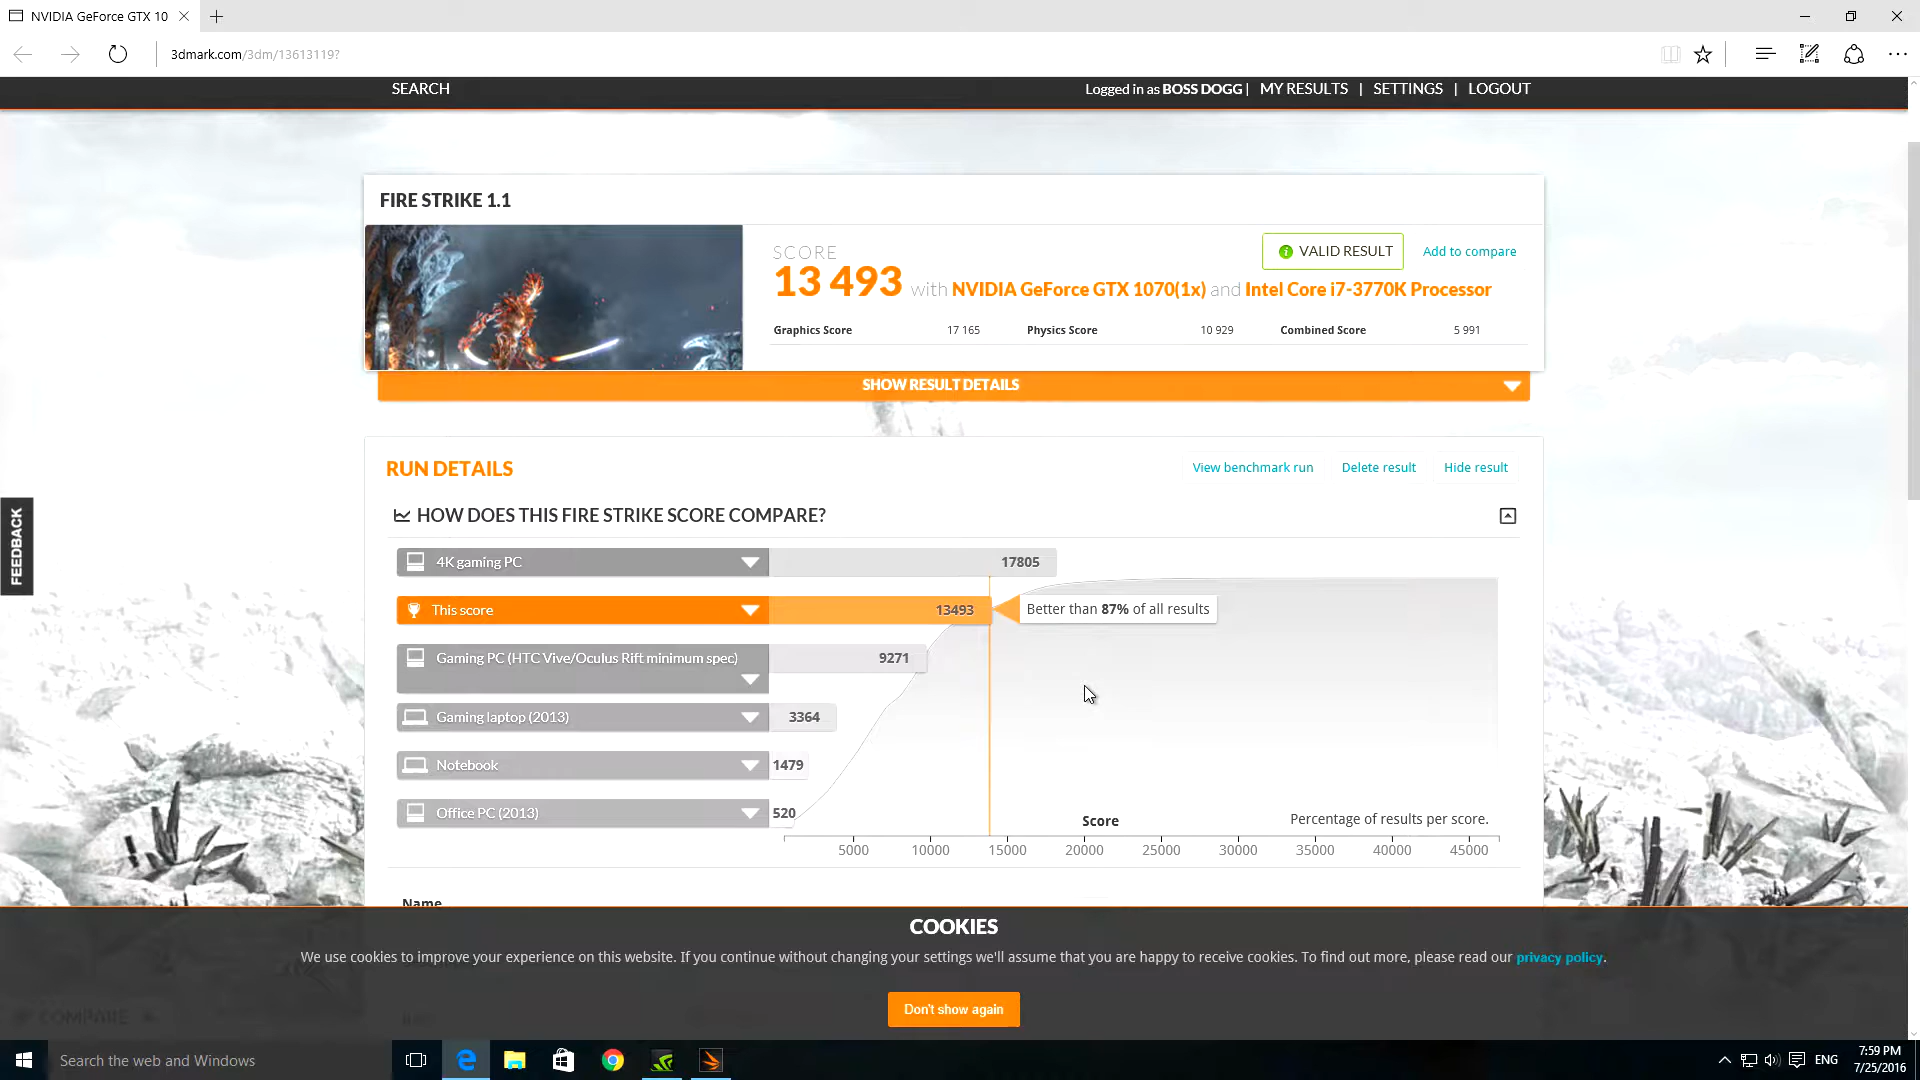 NVIDIA GeForce GTX 10
3dmark.com/3dm/13613119?
SEARCH
Logged in as BOSS DOGG | MY RESULTS | SETTINGS | LOGOUT
FIRE STRIKE 1.1
SCORE
VALID RESULT
Add to compare
13 493 with NVIDIA GeForce GTX 1070(1x) and Intel Core i7-3770K Processor
Graphics Score 17 165 Physics Score 10 929 Combined Score 5 991
SHOW RESULT DETAILS
RUN DETAILS
View benchmark run Delete result Hide result
FEEDBACK
HOW DOES THIS FIRE STRIKE SCORE COMPARE?
4K gaming PC 17805
This score 13493 Better than 87% of all results
Gaming PC (HTC Vive/Oculus Rift minimum spec) 9271
Gaming laptop (2013) 3364
Notebook 1479
Office PC (2013) 520
Score Percentage of results per score.
5000 10000 15000 20000 25000 30000 35000 40000 45000
Name
COOKIES
We use cookies to improve your experience on this website. If you continue without changing your settings we'll assume that you are happy to receive cookies. To find out more, please read our privacy policy.
Don't show again
COMPARE
Search the web and Windows
ENG
7:59 PM
7/25/2016